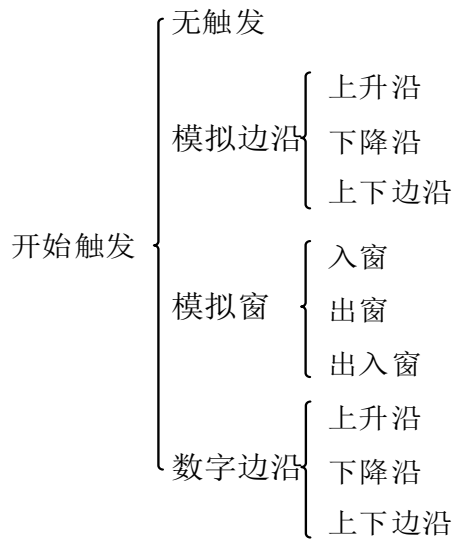 无触发
上升沿
模拟边沿
下降沿
上下边沿
开始触发
入窗
模拟窗
出窗
出入窗
上升沿
数字边沿
下降沿
上下边沿